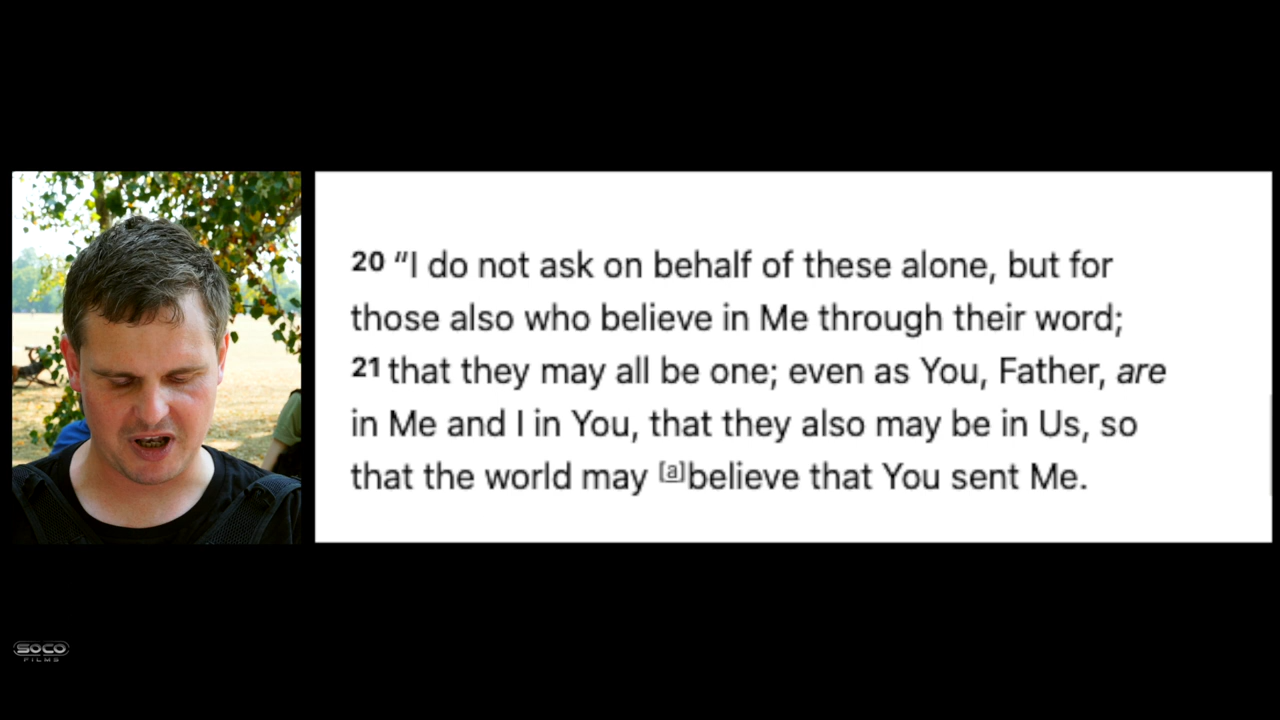 20 “I do not ask on behalf of these alone, but for
those also who believe in Me through their word;
21 that they may all be one; even as You, Father, are
in Me and I in You, that they also may be in Us, so
that the world may [a]believe that You sent Me.
SOCO
FILMS